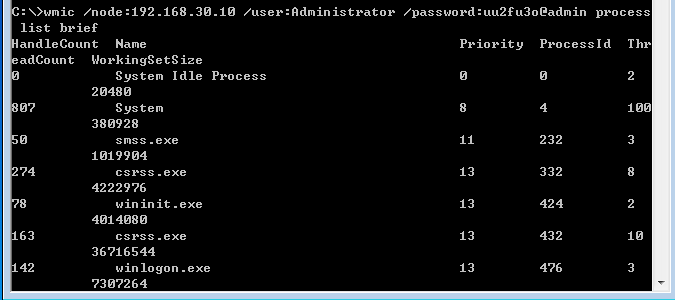 C:\>wmic /node:192.168.30.10 /user:Administrator /password:uu2fu3o@admin process
 list brief
HandleCount  Name                                       Priority  ProcessId  Thr
eadCount  WorkingSetSize
0            System Idle Process                        0         0          2
          20480
807          System                                     8         4          100
          380928
50           smss.exe                                   11        232        3
          1019904
274          csrss.exe                                  13        332        8
          4222976
78           wininit.exe                                13        424        2
          4014080
163          csrss.exe                                  13        432        10
          36716544
142          winlogon.exe                               13        476        3
          7307264